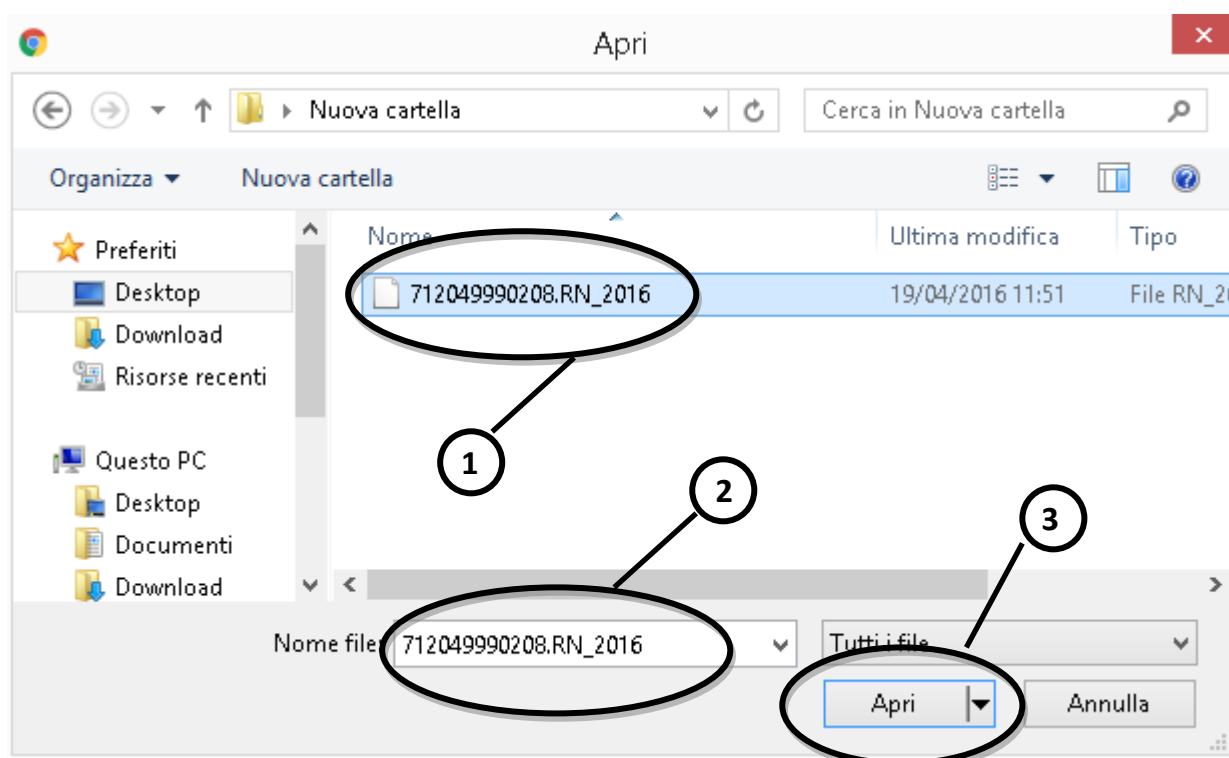 Apri
Nuova cartella
Cerca in Nuova cartella
Organizza
Nuova cartella
Nome
Ultima modifica
Tipo
Preferiti
Desktop
Download
Risorse recenti
712049990208.RN_2016
19/04/2016 11:51
File RN_2
1
2
3
Questo PC
Desktop
Documenti
Download
Nome file:
712049990208.RN_2016
Tutti i file
Apri
Annulla